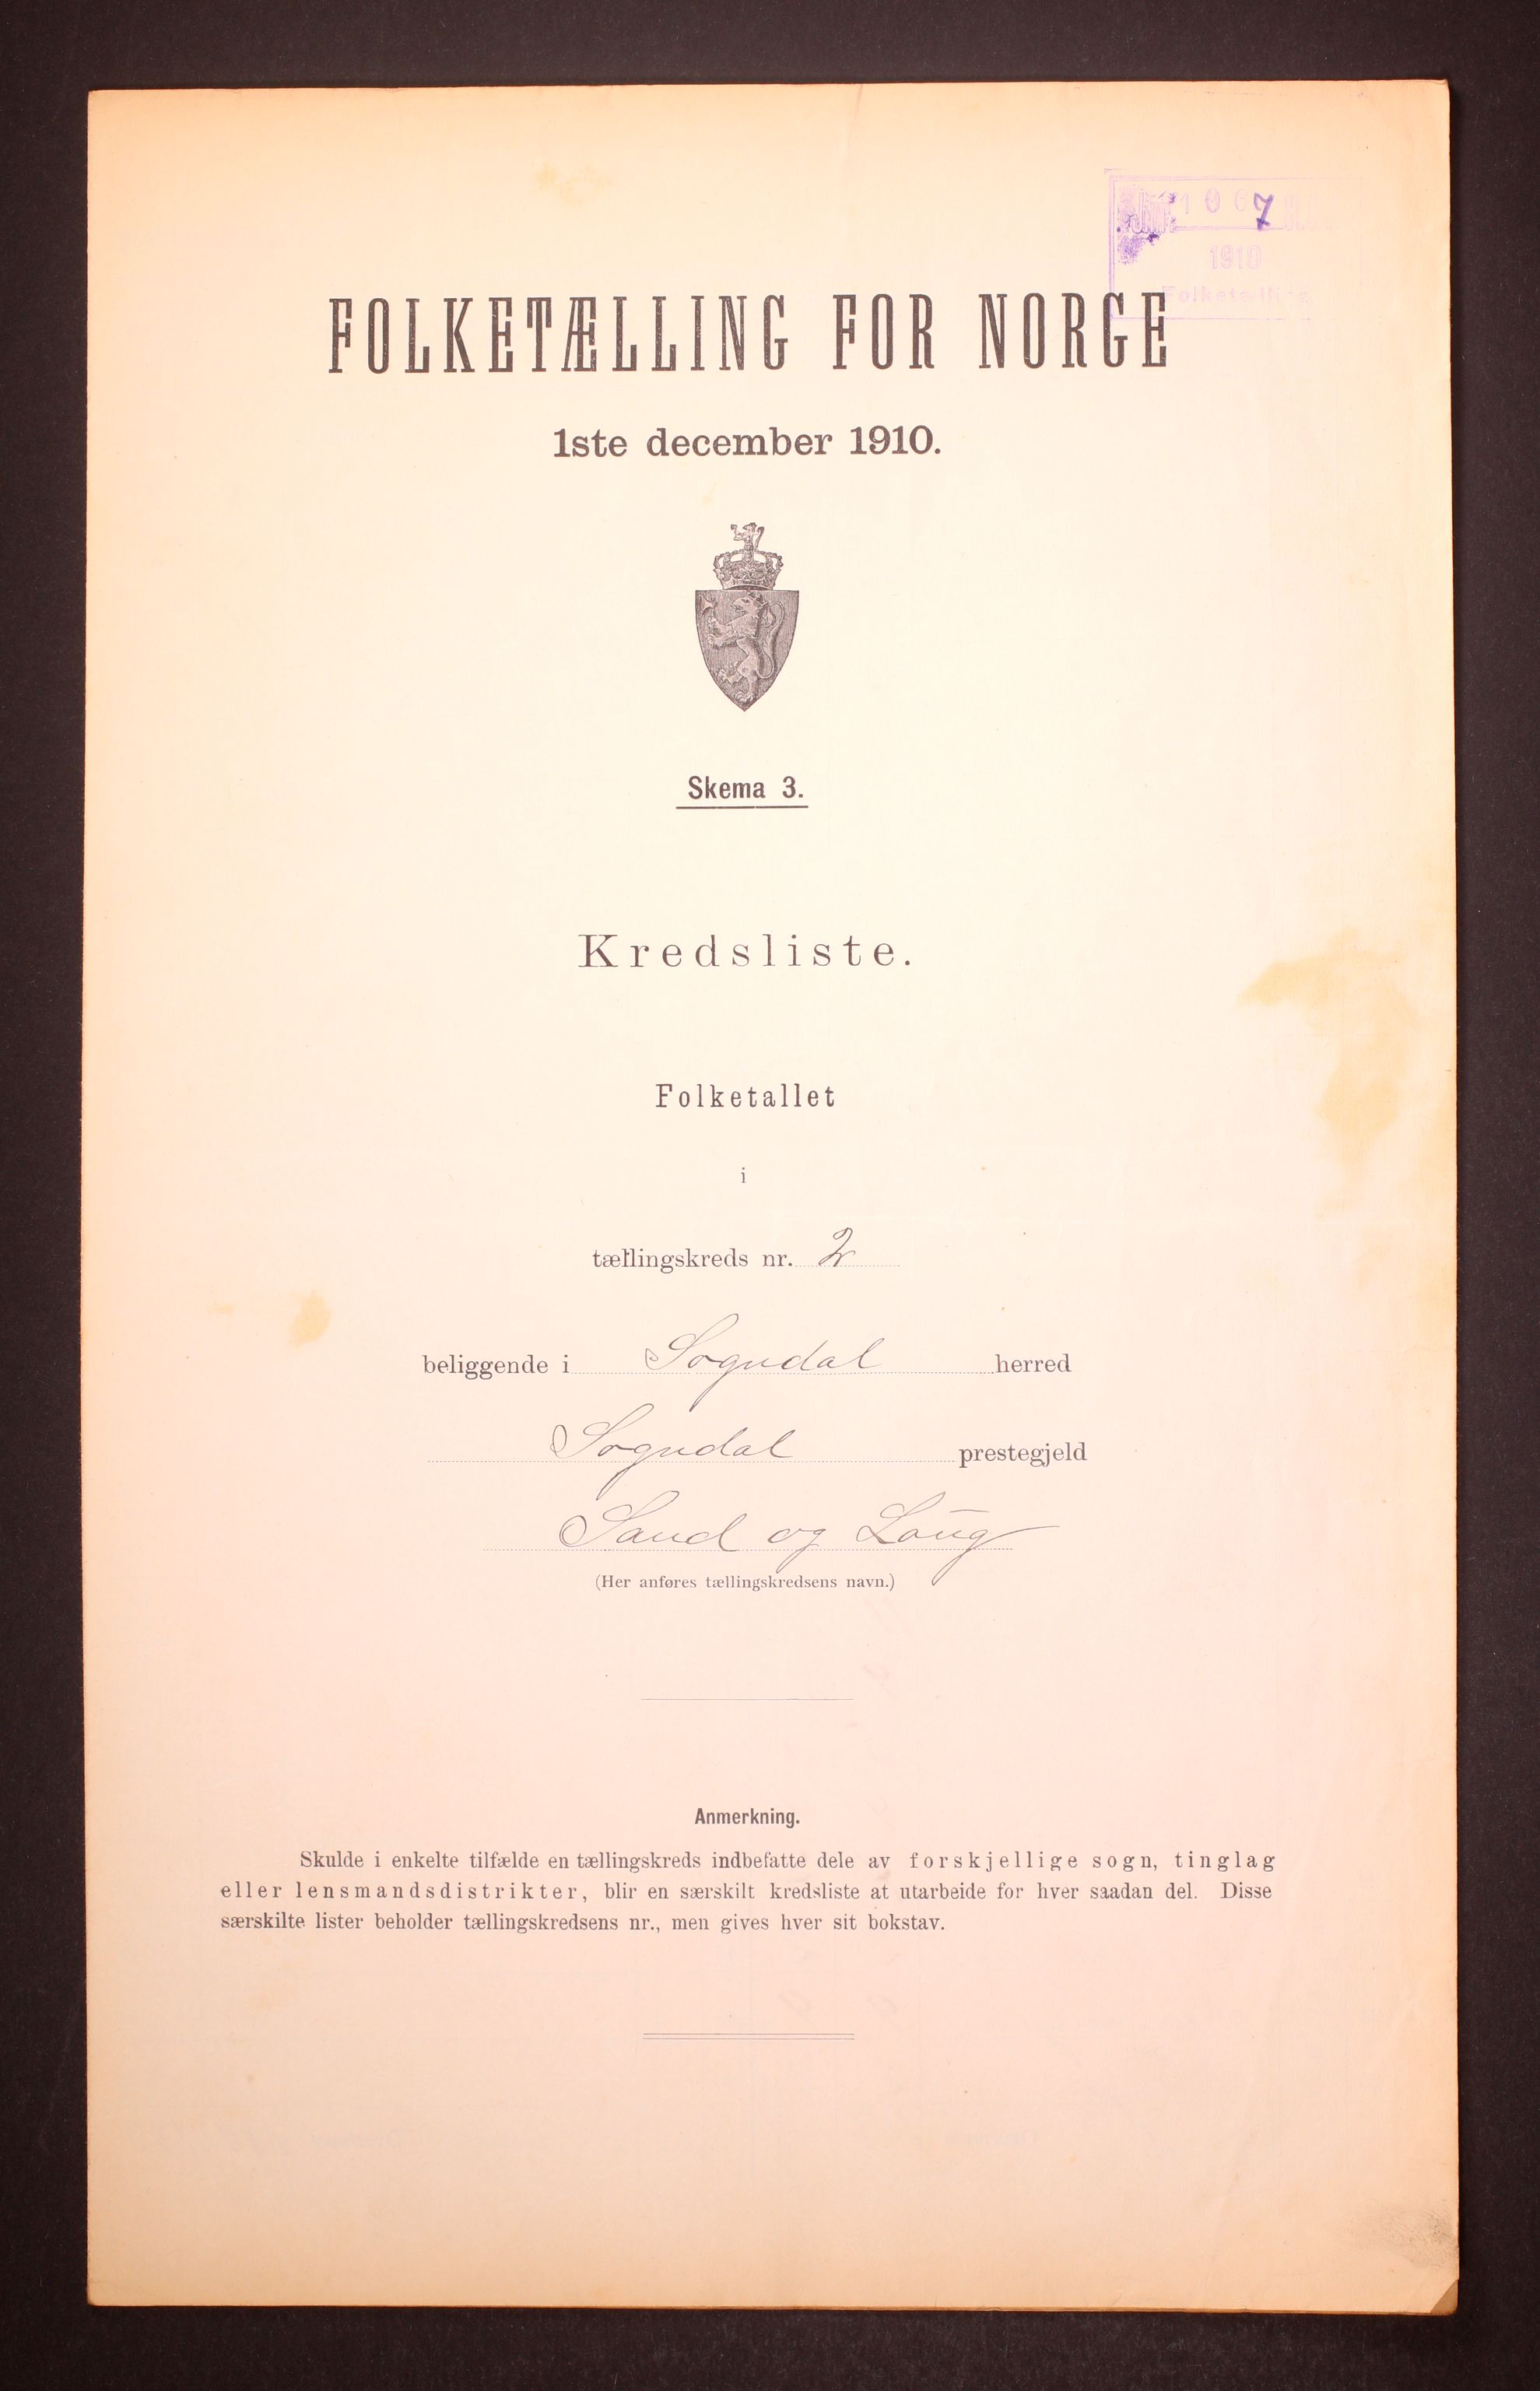 1067
1910
Folketælling
FOLKETÆLLING FOR NORGE
1ste december 1910.
Skema 3.
Kredsliste.
Folketallet
i
tællingskreds nr. 2
beliggende i Sogndal herred
Sogndal prestegjeld
Sand og Loug
(Her anføres tællingskredsens navn.)
Anmerkning.
Skulde i enkelte tilfælde en tællingskreds indbefatte dele av forskjellige sogn, tinglag
eller lensmandsdistrikter, blir en særskilt kredsliste at utarbeide for hver saadan del. Disse
særskilte lister beholder tællingskredsens nr., men gives hver sit bokstav.